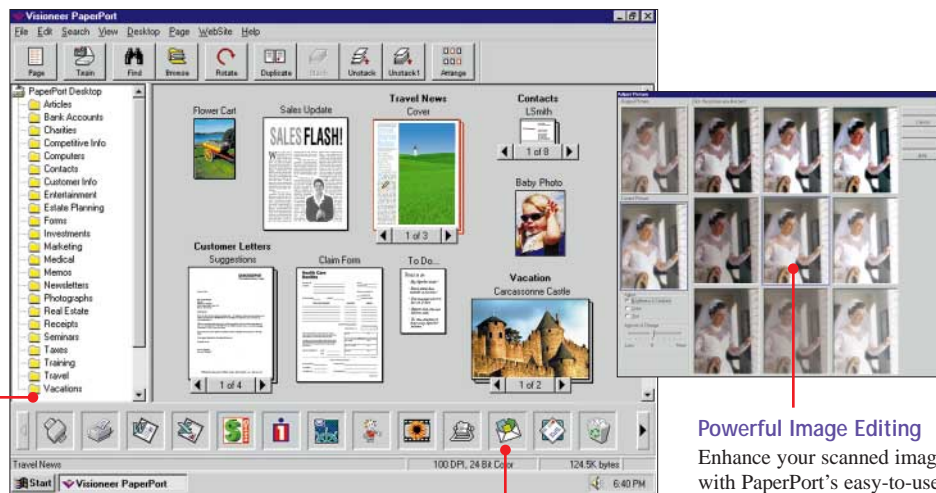 Visioneer PaperPort
File Edit Search View Desktop Page WebSite Help
Page Train Find Browse Rotate Duplicate Stack Unstack Unstack1 Arrange
PaperPort Desktop
Articles
Bank Accounts
Charities
Competitive Info
Computers
Contacts
Customer Info
Entertainment
Estate Planning
Forms
Investments
Marketing
Medical
Memos
Newsletters
Photographs
Real Estate
Receipts
Seminars
Taxes
Training
Travel
Vacations
Flower Cart
Sales Update
SALES FLASH!
Travel News
Cover
1 of 3
Contacts
LSmith
1 of 8
Baby Photo
Customer Letters
Suggestions
1 of 4
Claim Form
Health Care
Benefits
To Do...
Vacation
Carcassonne Castle
1 of 2
Travel News
100 DPI, 24 Bit Color
124.5K bytes
Start Visioneer PaperPort 6:40 PM
Powerful Image Editing
Enhance your scanned imag
with PaperPort's easy-to-use